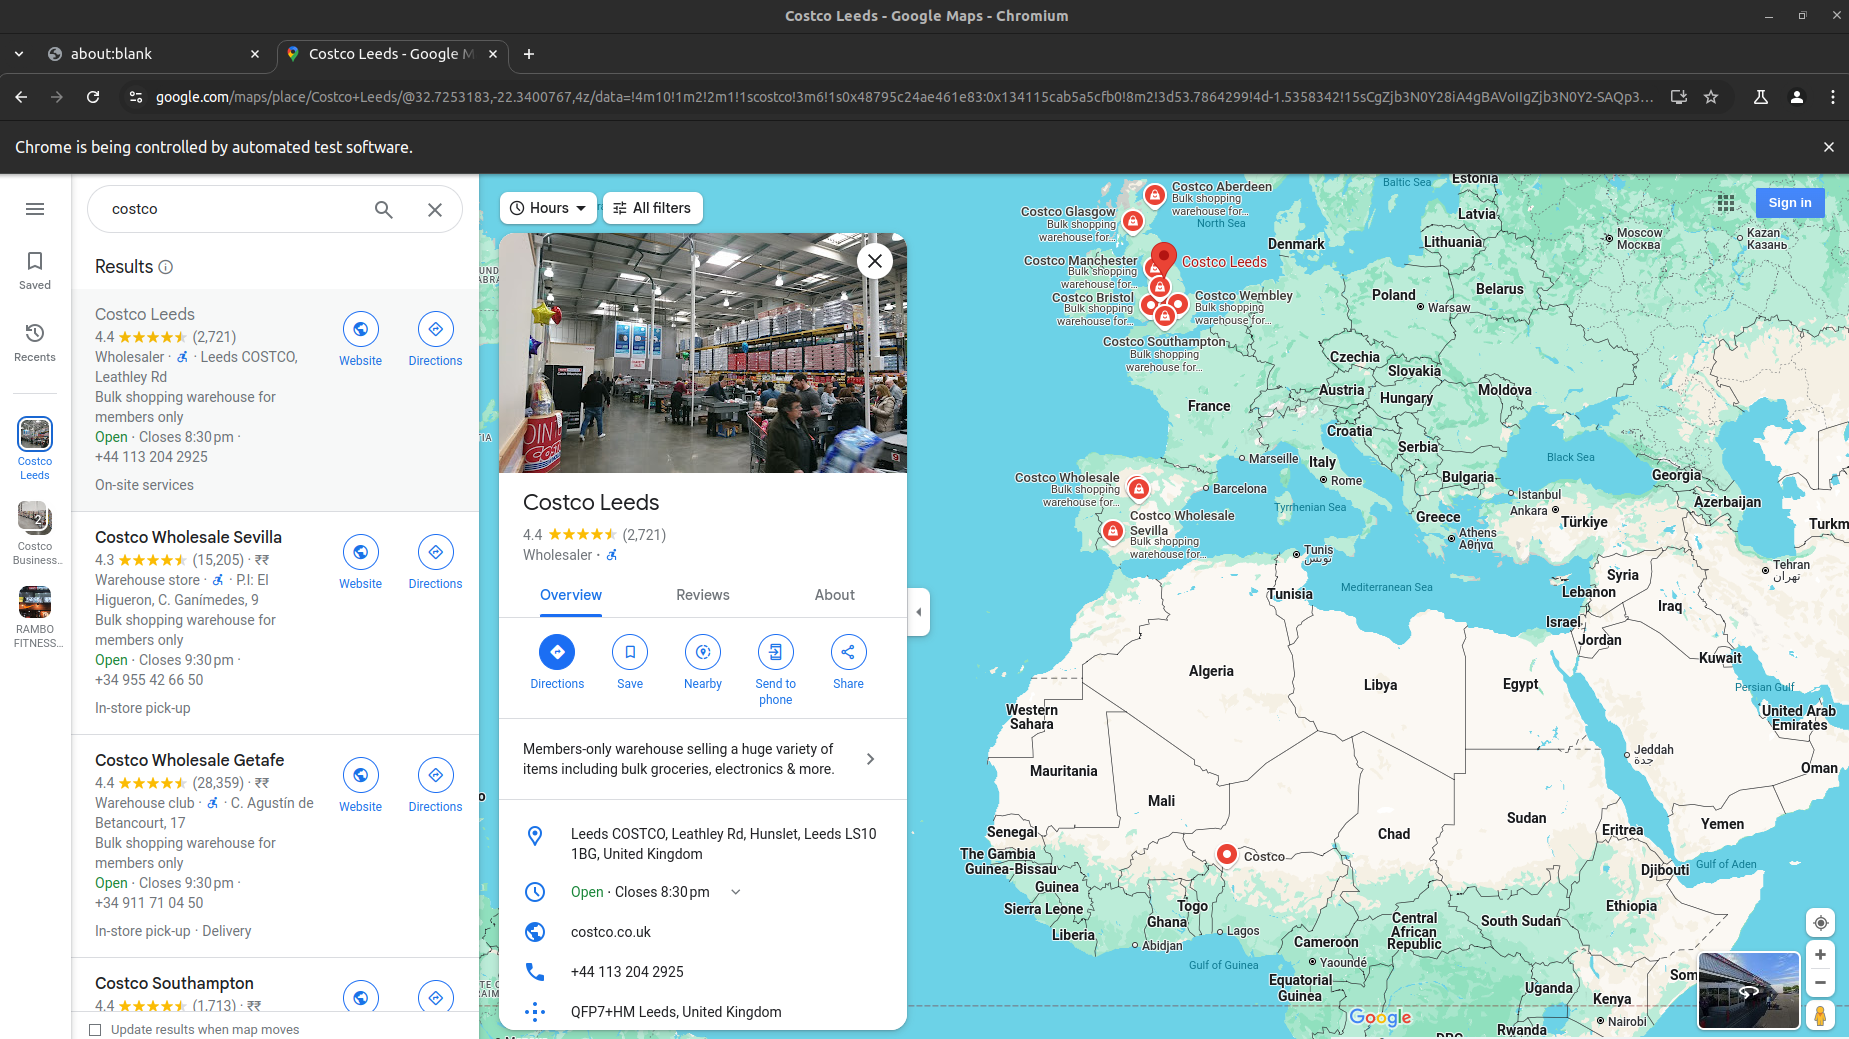 Costco Leeds - Google Maps - Chromium
about:blank
Costco Leeds - Google M
google.com/maps/place/Costco+Leeds/@32.7253183,-22.3400767,4z/data=!4m10!1m2!2m1!1scostco!3m6!1s0x48795c24ae461e83:0x134115cab5a5cfb0!8m2!3d53.7864299!4d-1.5358342!15sCgZjb3N0Y28iA4gBAVoIIgZjb3N0Y2-SAQp3...
Chrome is being controlled by automated test software.
Saved
Recents
Costco
Leeds
2
Costco
Business...
RAMBO
FITNESS...
costco
Results
Costco Leeds
4.4 (2,721)
Wholesaler · · Leeds COSTCO,
Leathley Rd
Bulk shopping warehouse for
members only
Open · Closes 8:30 pm ·
+44 113 204 2925
On-site services
Website
Directions
Costco Wholesale Sevilla
4.3 (15,205) · ₹₹
Warehouse store · · P.I: El
Higueron, C. Ganímedes, 9
Bulk shopping warehouse for
members only
Open · Closes 9:30 pm ·
+34 955 42 66 50
In-store pick-up
Website
Directions
Costco Wholesale Getafe
4.4 (28,359) · ₹₹
Warehouse club · · C. Agustín de
Betancourt, 17
Bulk shopping warehouse for
members only
Open · Closes 9:30 pm ·
+34 911 71 04 50
In-store pick-up · Delivery
Website
Directions
Costco Southampton
4.4 (1,713) · ₹₹
Update results when map moves
Hours
All filters
Costco Leeds
4.4 (2,721)
Wholesaler ·
Overview
Reviews
About
Directions
Save
Nearby
Send to
phone
Share
Members-only warehouse selling a huge variety of
items including bulk groceries, electronics & more.
Leeds COSTCO, Leathley Rd, Hunslet, Leeds LS10
1BG, United Kingdom
Open · Closes 8:30 pm
costco.co.uk
+44 113 204 2925
QFP7+HM Leeds, United Kingdom
Sign in
Costco Aberdeen
Bulk shopping
warehouse for...
Costco Glasgow
Bulk shopping
warehouse for...
North Sea
Baltic Sea
Estonia
Latvia
Lithuania
Denmark
Moscow
Москва
Kazan
Казань
Costco Manchester
Bulk shopping
warehouse for...
Costco Leeds
Costco Bristol
Bulk shopping
warehouse for...
Costco Wembley
Bulk shopping
warehouse for...
Costco Southampton
Bulk shopping
warehouse for...
Poland
Warsaw
Belarus
Czechia
Slovakia
Austria
Hungary
Moldova
France
Croatia
Serbia
Marseille
Italy
Rome
Bulgaria
Black Sea
Georgia
Azerbaijan
Costco Wholesale
Bulk shopping
warehouse for...
Barcelona
Tyrrhenian Sea
Costco Wholesale
Sevilla
Bulk shopping
warehouse for...
Greece
Athens
Αθήνα
İstanbul
Ankara
Türkiye
Turkm
Tunis
تونس
Tunisia
Mediterranean Sea
Syria
Lebanon
Israel
Jordan
Iraq
Tehran
تهران
Kuwait
Persian Gulf
Algeria
Libya
Egypt
Western
Sahara
United Arab
Emirates
Jeddah
جدة
Oman
Mauritania
Mali
Chad
Sudan
Eritrea
Yemen
Senegal
The Gambia
Guinea-Bissau
Guinea
Costco
Gulf of Aden
Djibouti
Sierra Leone
Liberia
Togo
Ghana
Abidjan
Lagos
Central
African
Republic
South Sudan
Ethiopia
Cameroon
Yaoundé
Gulf of Guinea
Equatorial
Guinea
Som
Uganda
Kenya
Nairobi
Rwanda
DRC
Google